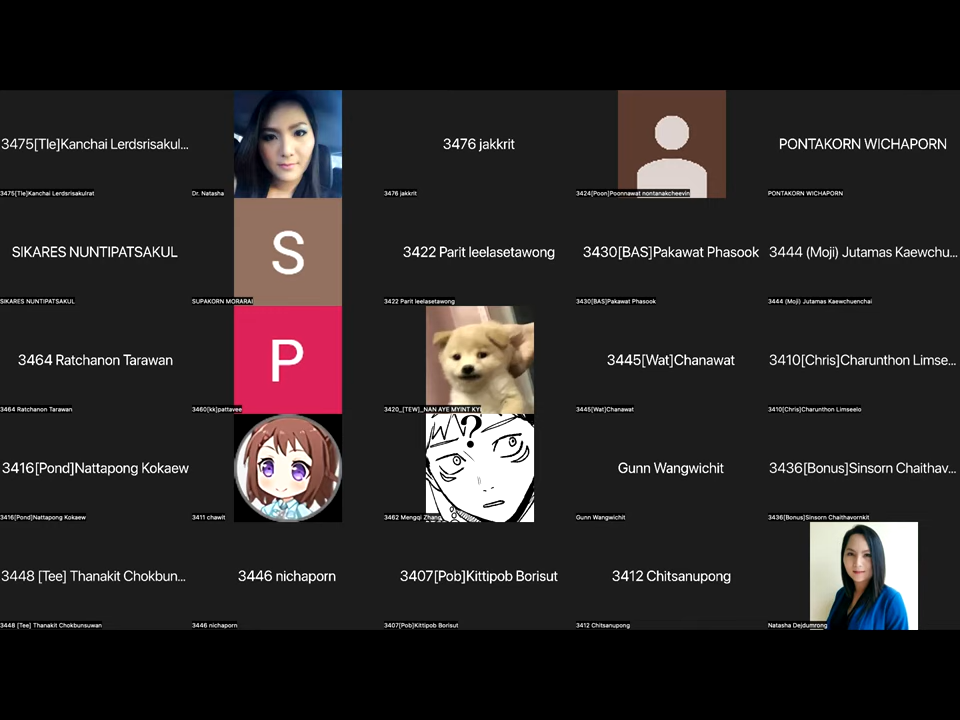 3475[Tle]Kanchai Lerdsrisakul...
3475[Tle]Kanchai Lerdsrisakulrat
Dr. Natasha
3476 jakkrit
3476 jakkrit
3424[Poon]Poonnawat nontanakcheevin
PONTAKORN WICHAPORN
PONTAKORN WICHAPORN
SIKARES NUNTIPATSAKUL
SIKARES NUNTIPATSAKUL
S
SUPAKORN MORARAI
3422 Parit leelasetawong
3422 Parit leelasetawong
3430[BAS]Pakawat Phasook
3430[BAS]Pakawat Phasook
3444 (Moji) Jutamas Kaewchu...
3444 (Moji) Jutamas Kaewchuenchai
3464 Ratchanon Tarawan
3464 Ratchanon Tarawan
P
3460[kk]pattavee
3420_[TEW]_NAN AYE MYINT KYI
3445[Wat]Chanawat
3445[Wat]Chanawat
3410[Chris]Charunthon Limse...
3410[Chris]Charunthon Limseelo
3416[Pond]Nattapong Kokaew
3416[Pond]Nattapong Kokaew
3411 chawit
?
3462 Mengqi Zhang
Gunn Wangwichit
Gunn Wangwichit
3436[Bonus]Sinsorn Chaithav...
3436[Bonus]Sinsorn Chaithavornkit
3448 [Tee] Thanakit Chokbun...
3448 [Tee] Thanakit Chokbunsuwan
3446 nichaporn
3446 nichaporn
3407[Pob]Kittipob Borisut
3407[Pob]Kittipob Borisut
3412 Chitsanupong
3412 Chitsanupong
Natasha Dejdumrong